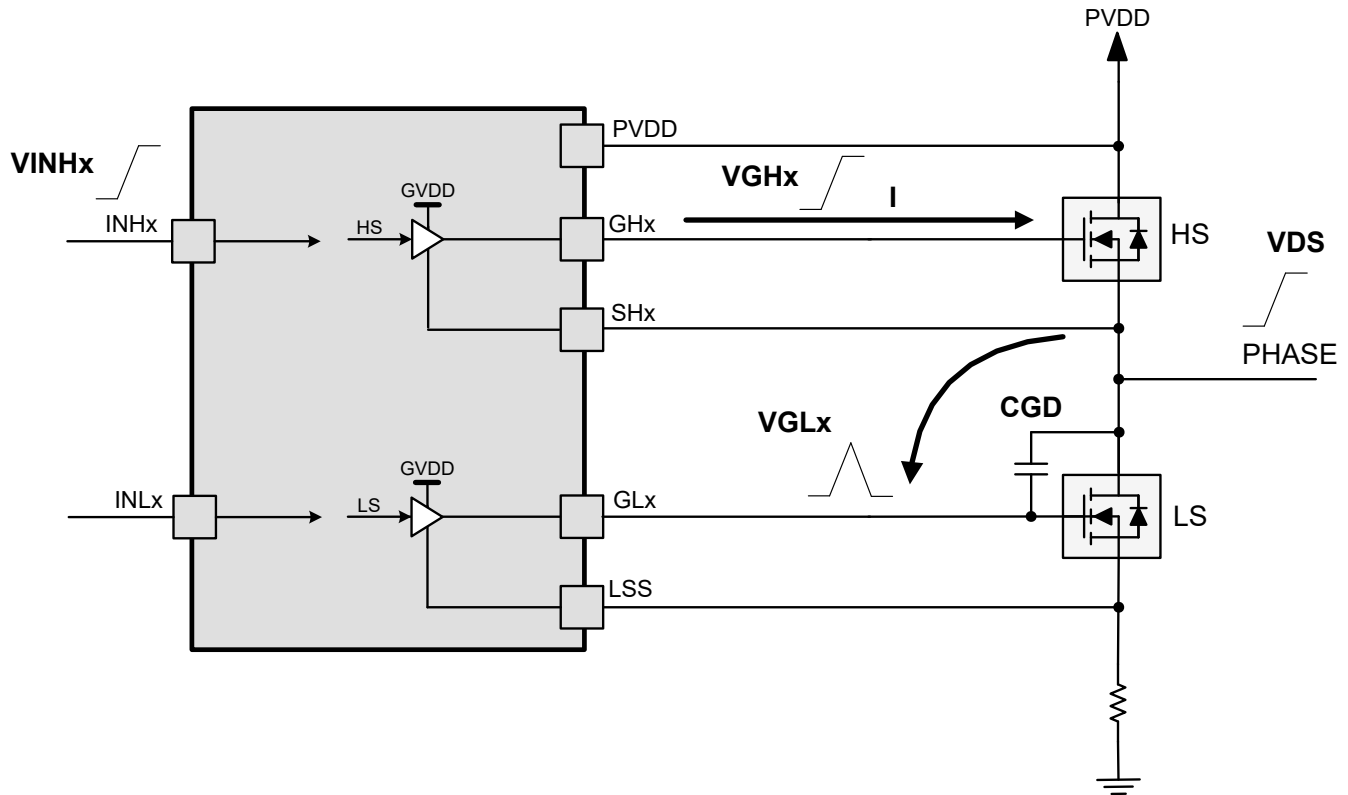 PVDD
PVDD
VINHx
VGHx
I
GVDD
INHx
HS
GHx
HS
VDS
SHx
PHASE
CGD
VGLx
GVDD
INLx
LS
GLx
LS
LSS